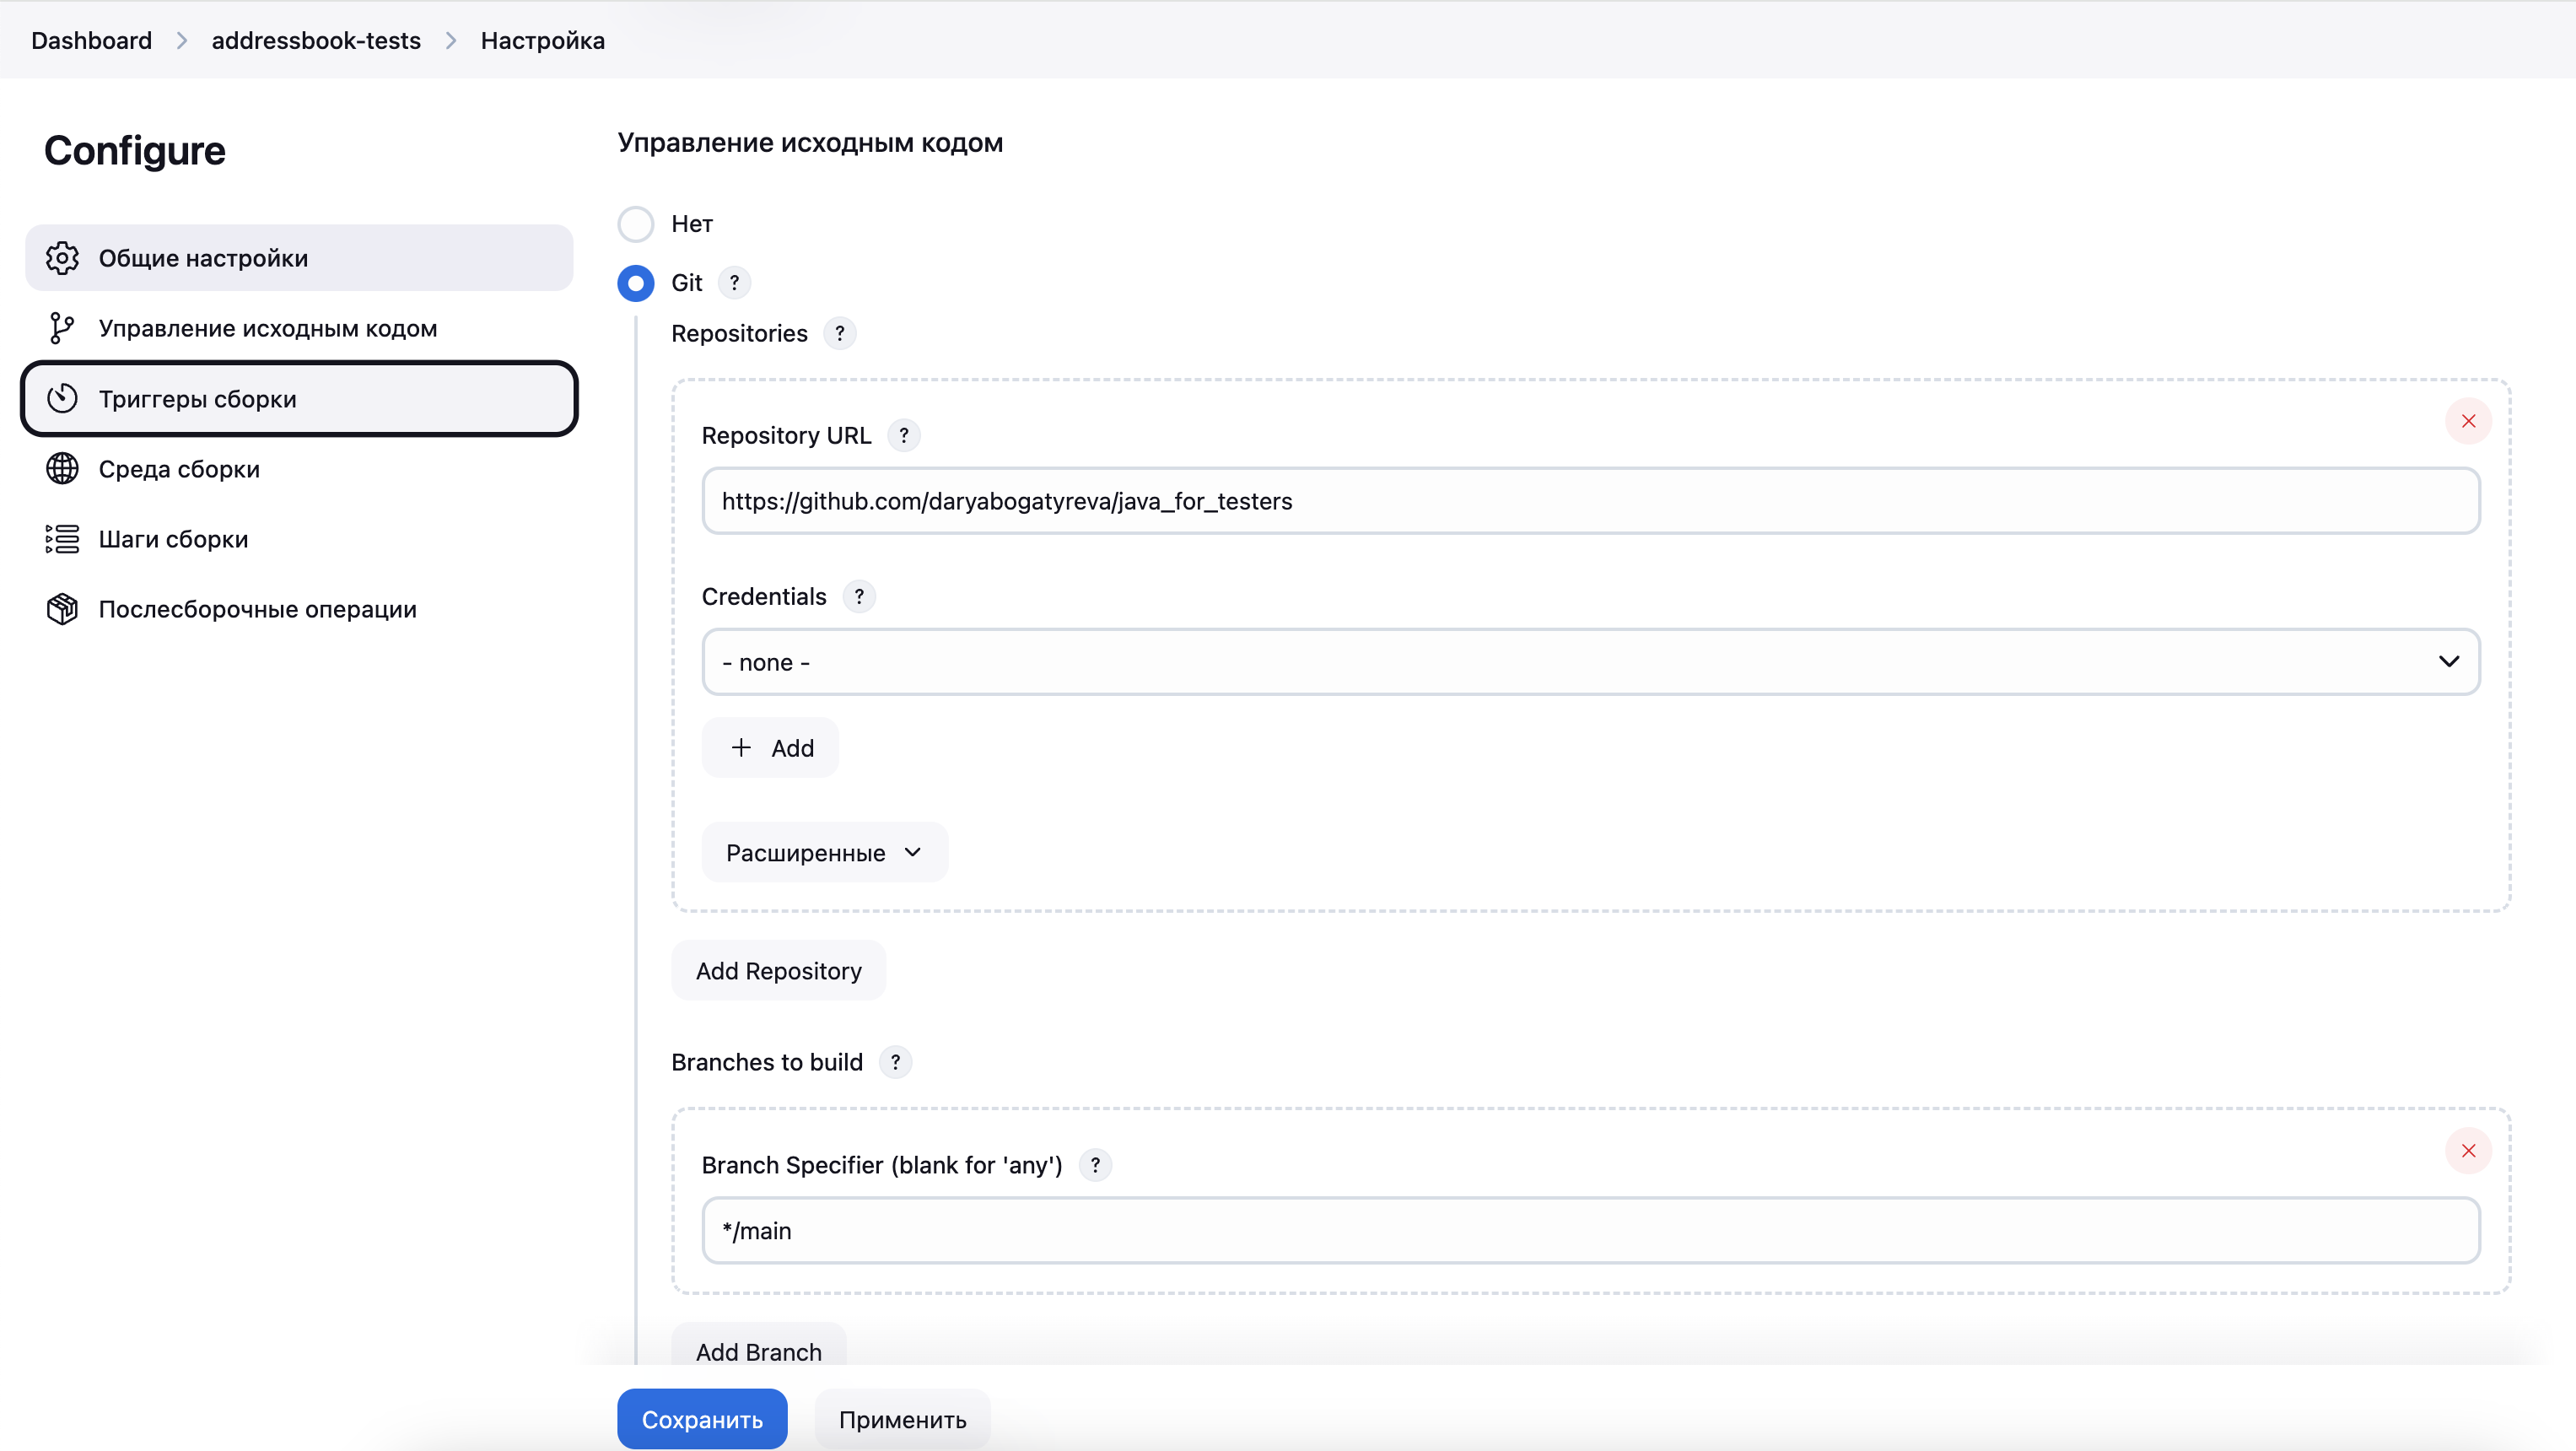 Dashboard > addressbook-tests > Настройка
Configure
Общие настройки
Управление исходным кодом
Триггеры сборки
Среда сборки
Шаги сборки
Послесборочные операции
Управление исходным кодом
Нет
Git ?
Repositories ?
Repository URL ?
https://github.com/daryabogatyreva/java_for_testers
Credentials ?
- none -
+ Add
Расширенные
Add Repository
Branches to build ?
Branch Specifier (blank for 'any') ?
*/main
Add Branch
Сохранить
Применить